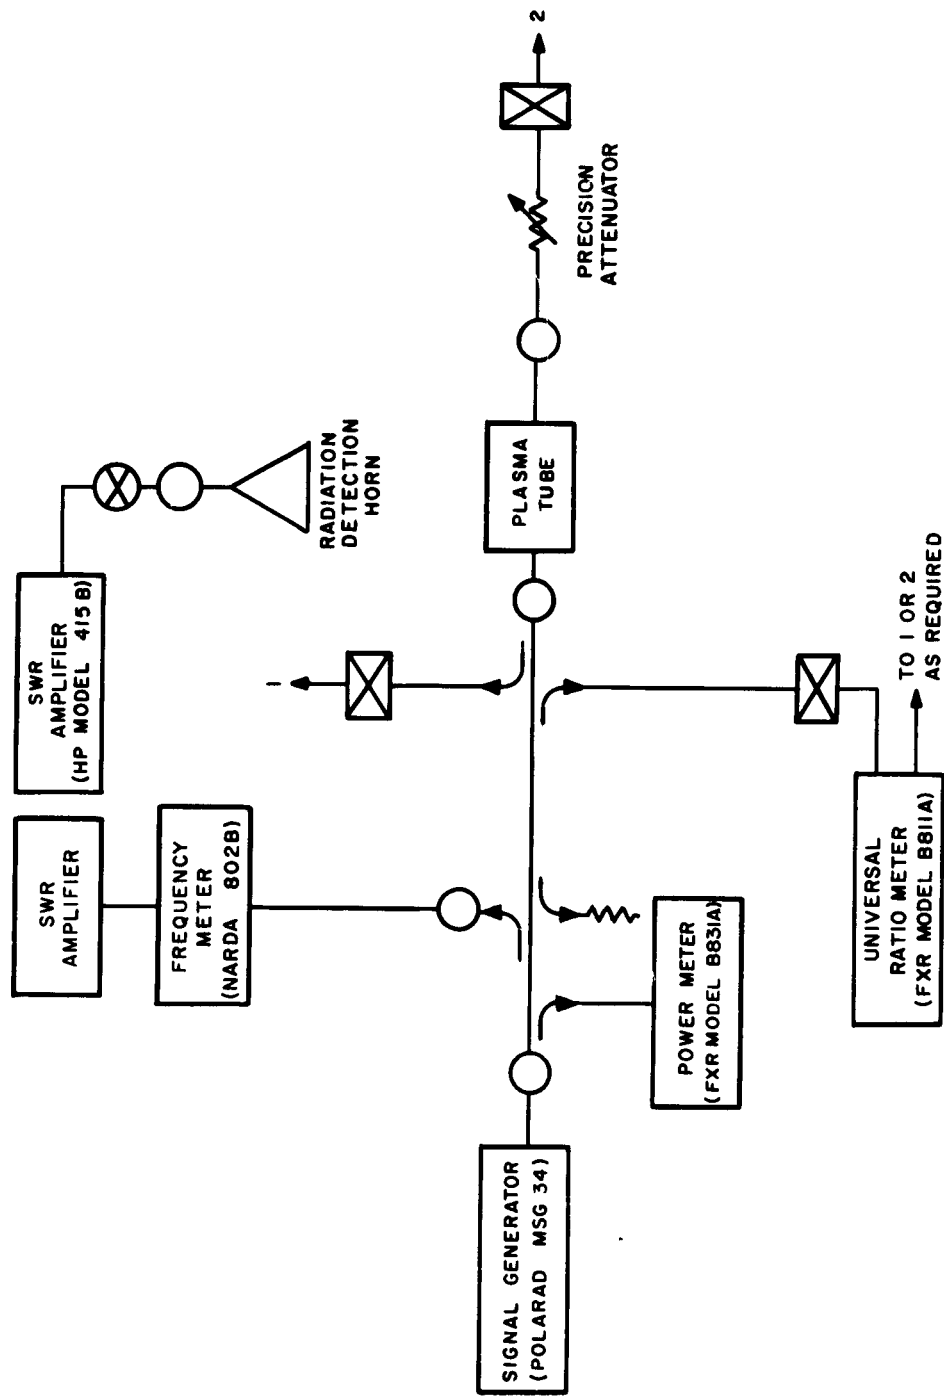 SWR
AMPLIFIER
SWR
AMPLIFIER
(HP MODEL 415 B)
FREQUENCY
METER
(NARDA 802B)
RADIATION
DETECTION
HORN
1
SIGNAL GENERATOR
(POLARAD MSG 34)
PLASMA
TUBE
2
PRECISION
ATTENUATOR
POWER METER
(FXR MODEL B831A)
UNIVERSAL
RATIO METER
(FXR MODEL B811A)
TO 1 OR 2
AS REQUIRED